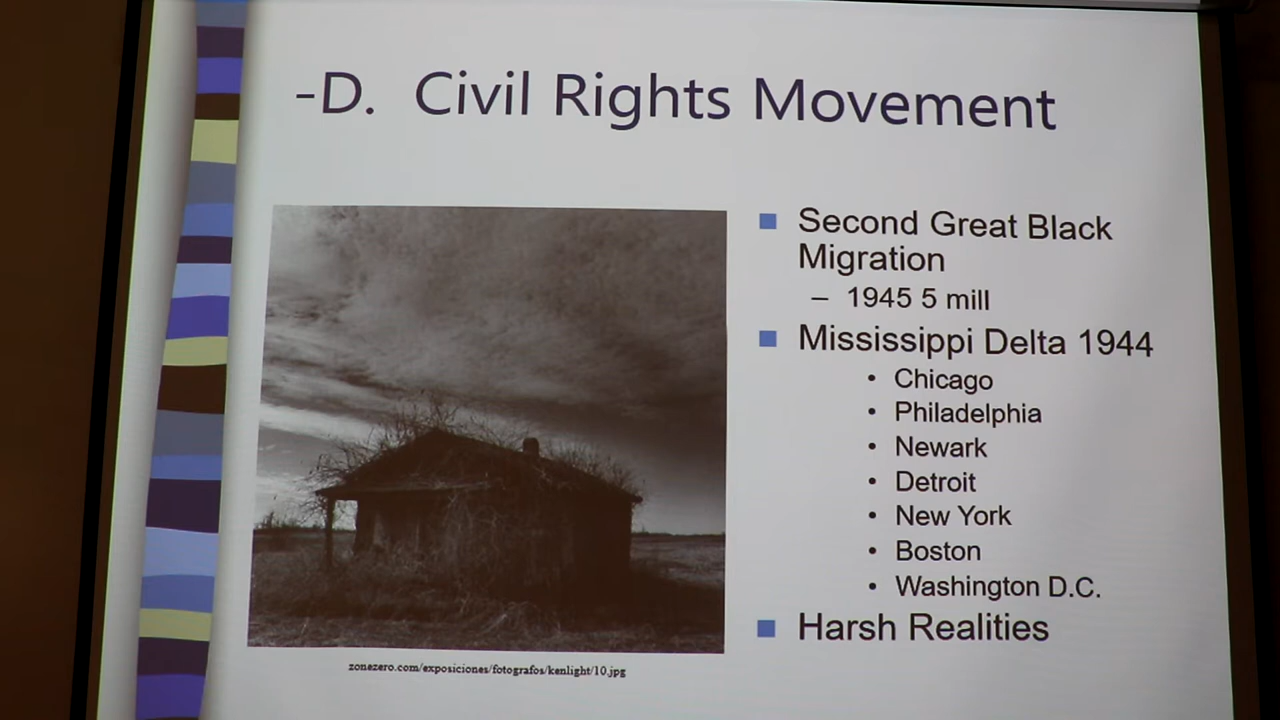 -D. Civil Rights Movement
Second Great Black
Migration
– 1945 5 mill
Mississippi Delta 1944
• Chicago
• Philadelphia
• Newark
• Detroit
• New York
• Boston
• Washington D.C.
Harsh Realities
zonezero.com/exposiciones/fotografos/kenlight/10.jpg